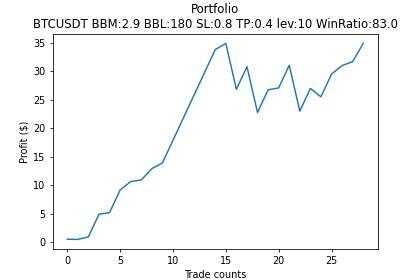 Portfolio
BTCUSDT BBM:2.9 BBL:180 SL:0.8 TP:0.4 lev:10 WinRatio:83.0
35
30
25
20
15
10
5
0
Profit ($)
0 5 10 15 20 25
Trade counts